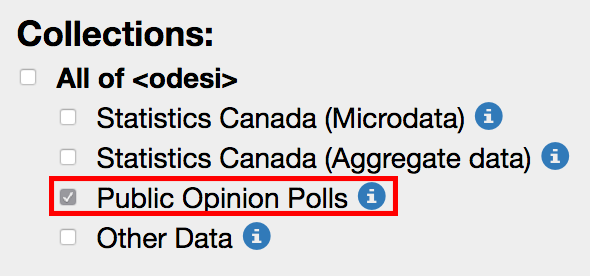 Collections:
All of <odesi>
Statistics Canada (Microdata) i
Statistics Canada (Aggregate data) i
Public Opinion Polls i
Other Data i